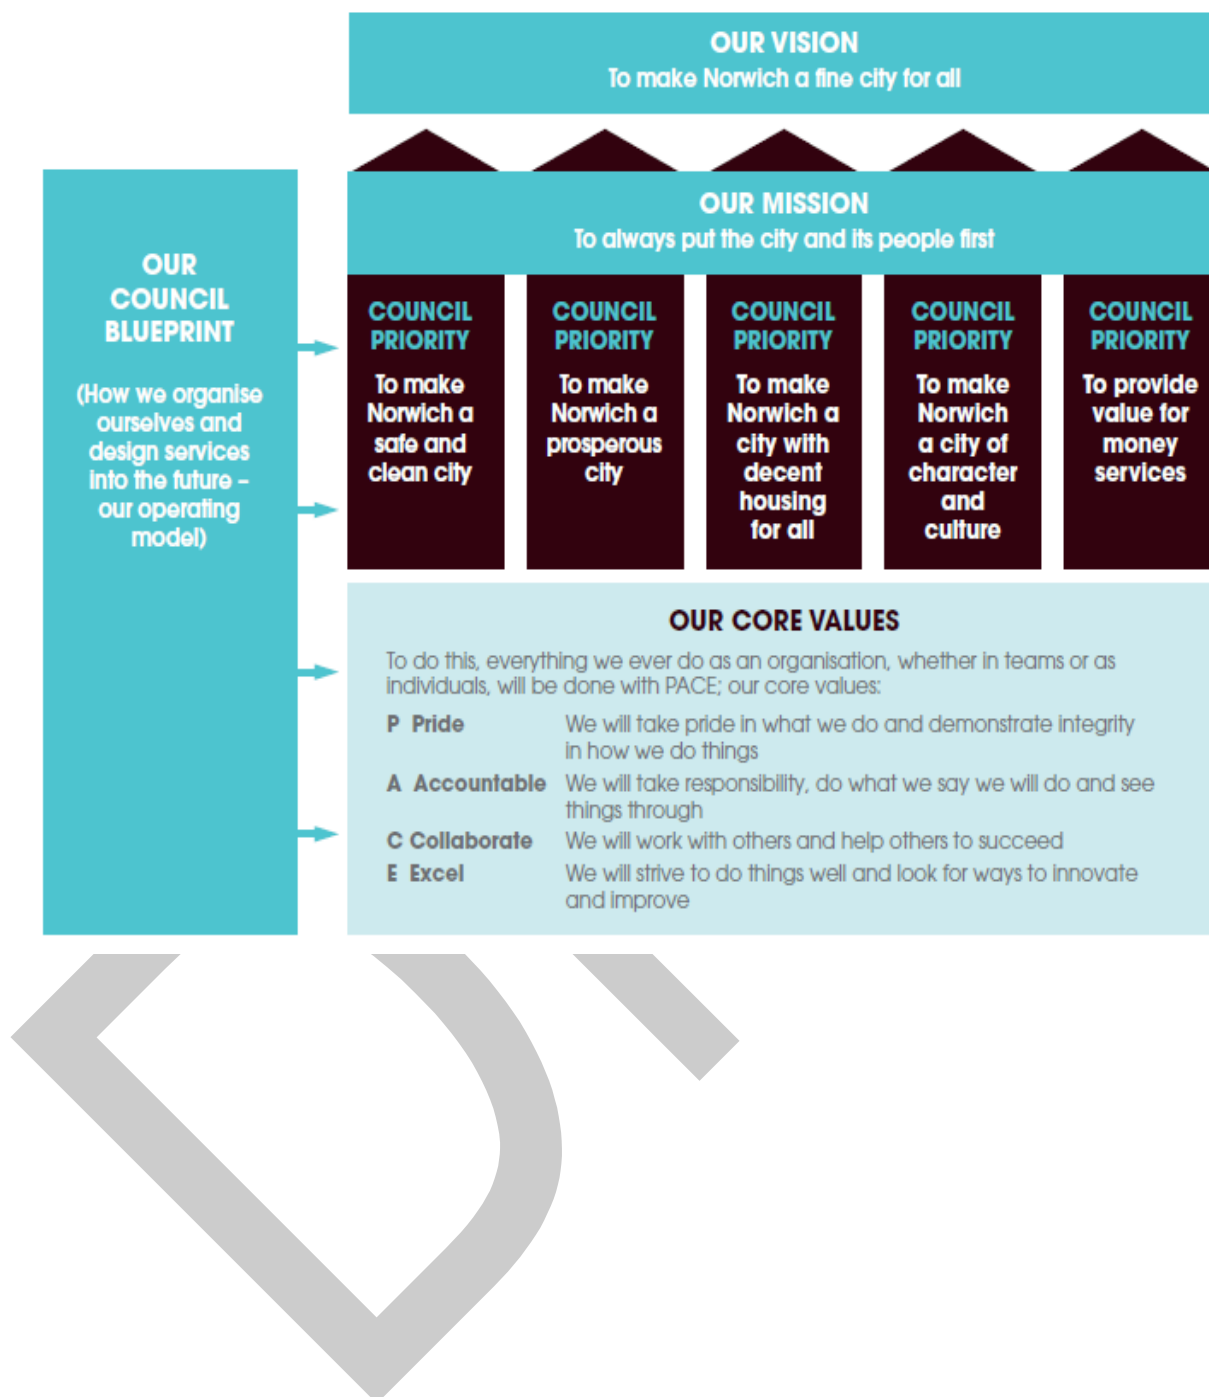 OUR VISION
To make Norwich a fine city for all
OUR
COUNCIL
BLUEPRINT
(How we organise
ourselves and
design services
into the future –
our operating
model)
OUR MISSION
To always put the city and its people first
COUNCIL
PRIORITY
To make
Norwich a
safe and
clean city
COUNCIL
PRIORITY
To make
Norwich a
prosperous
city
COUNCIL
PRIORITY
To make
Norwich a
city with
decent
housing
for all
COUNCIL
PRIORITY
To make
Norwich
a city of
character
and
culture
COUNCIL
PRIORITY
To provide
value for
money
services
OUR CORE VALUES
To do this, everything we ever do as an organisation, whether in teams or as
individuals, will be done with PACE; our core values:
P Pride We will take pride in what we do and demonstrate integrity
in how we do things
A Accountable We will take responsibility, do what we say we will do and see
things through
C Collaborate We will work with others and help others to succeed
E Excel We will strive to do things well and look for ways to innovate
and improve